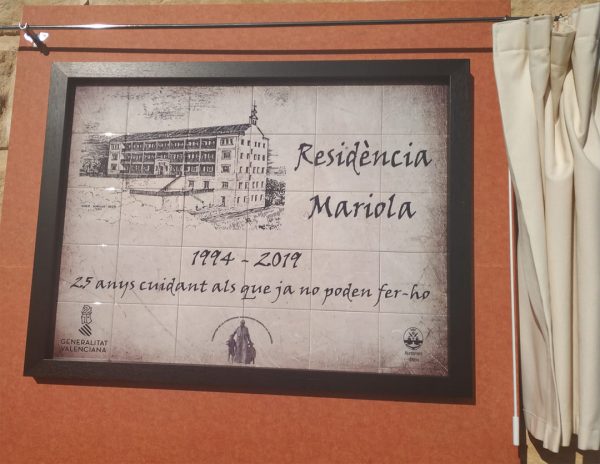 Residència
Mariola
1994 - 2019
25 anys cuidant als que ja no poden fer-ho
GENERALITAT
VALENCIANA